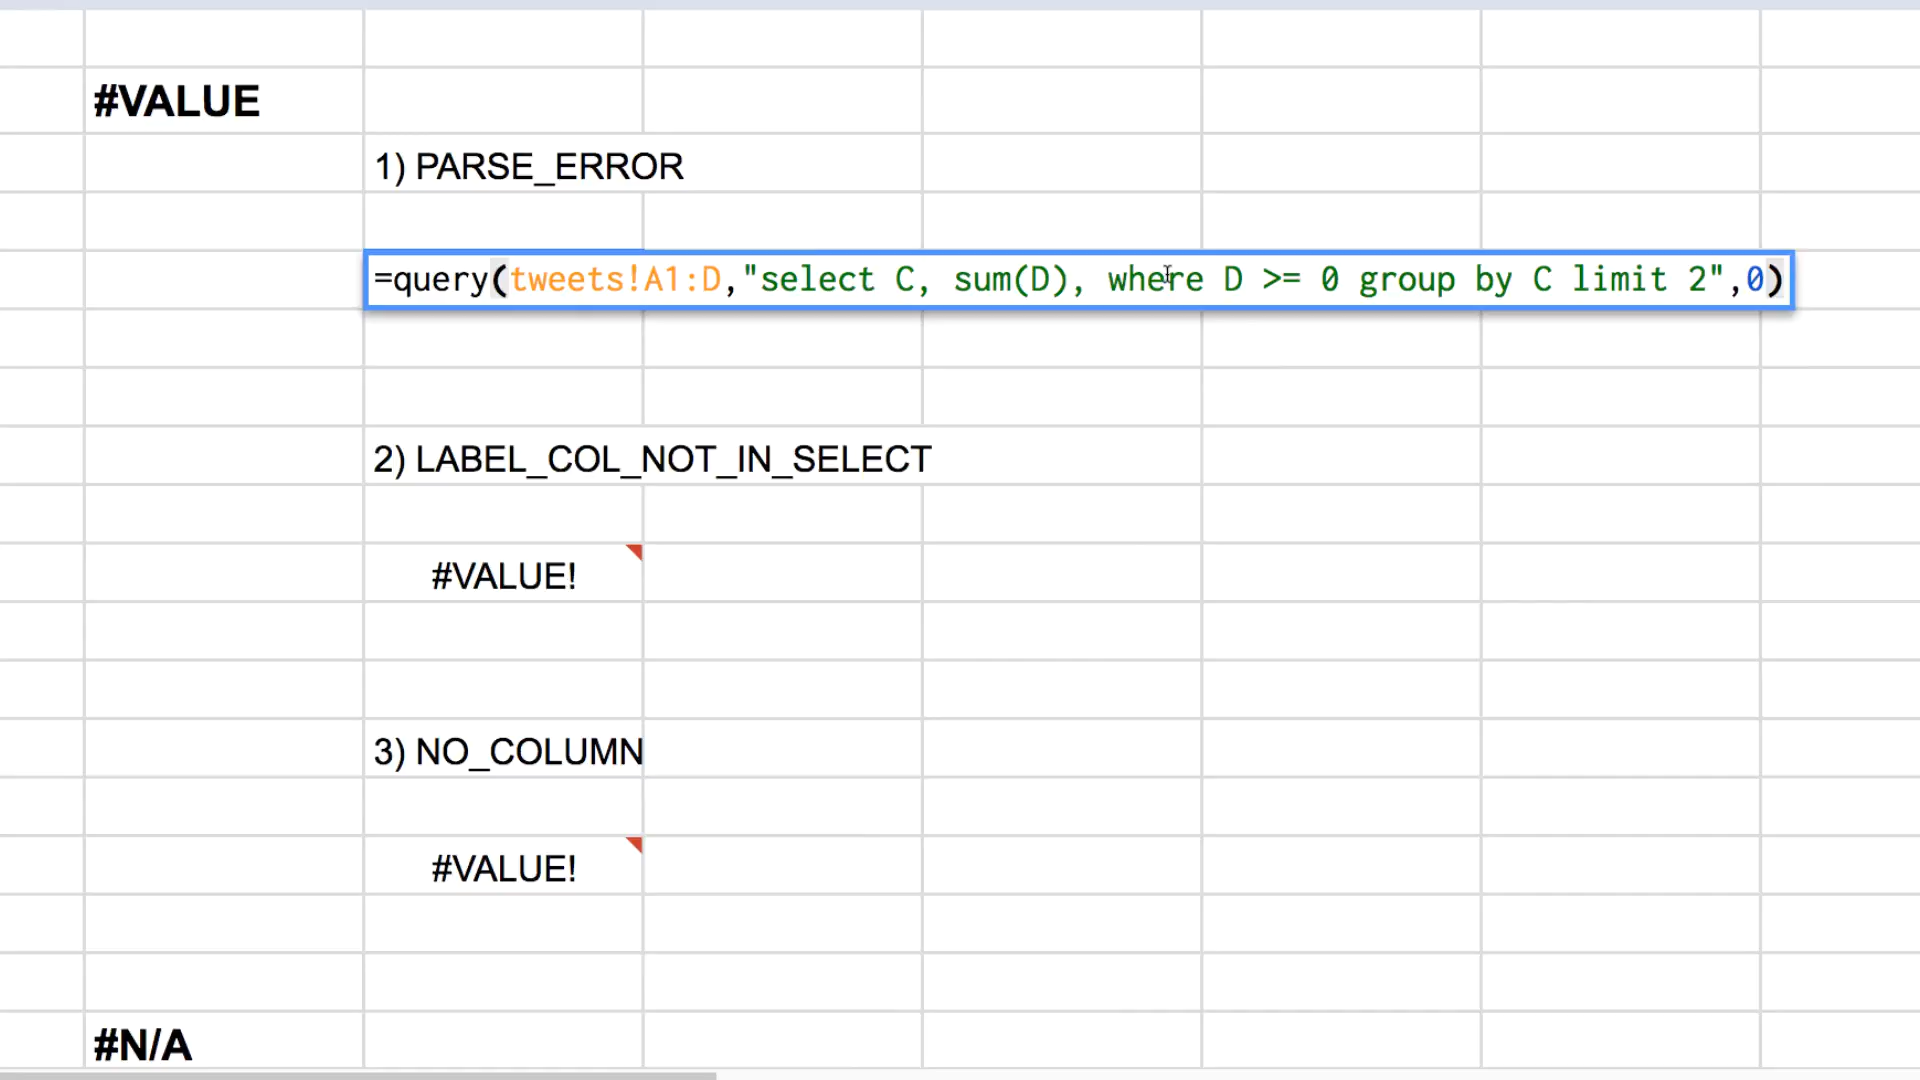 #VALUE
1) PARSE_ERROR
=query(tweets!A1:D,"select C, sum(D), where D >= 0 group by C limit 2",0)
2) LABEL_COL_NOT_IN_SELECT
#VALUE!
3) NO_COLUMN
#VALUE!
#N/A